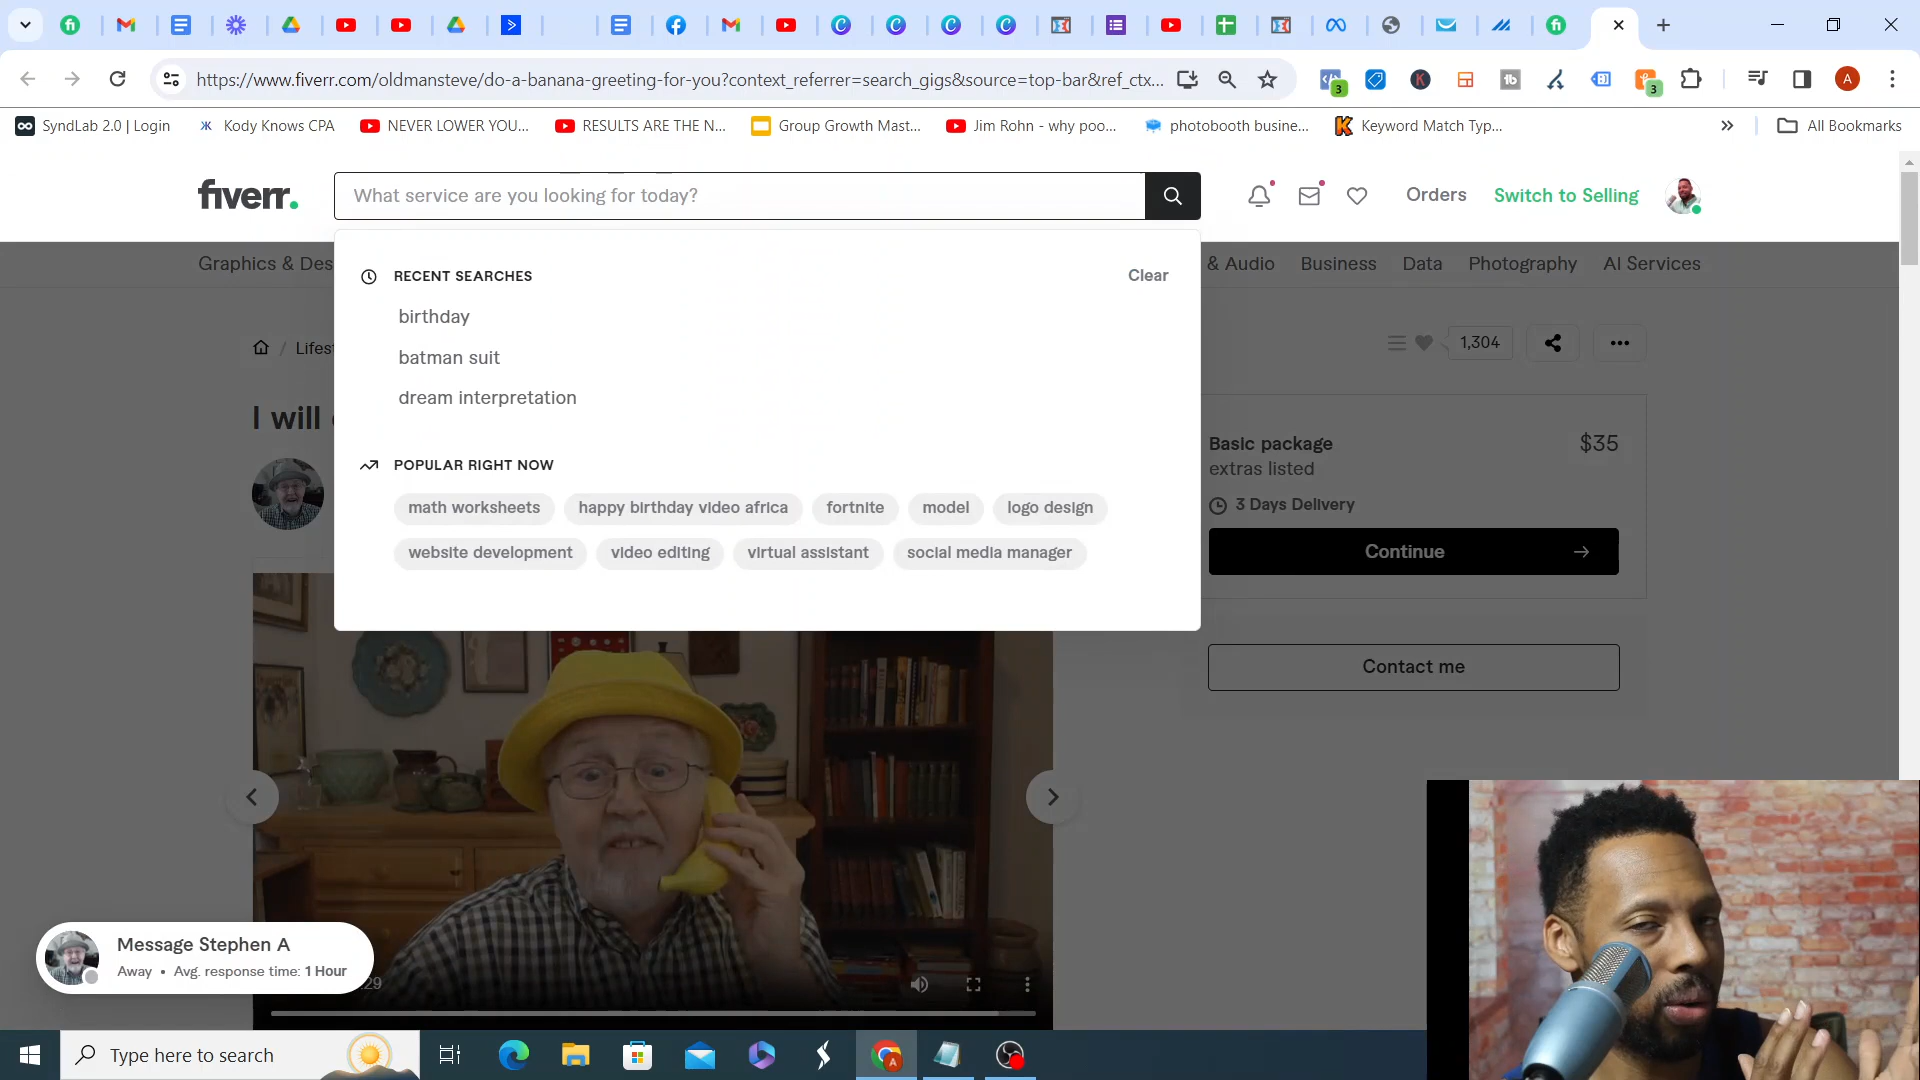 https://www.fiverr.com/oldmansteve/do-a-banana-greeting-for-you?context_referrer=search_gigs&source=top-bar&ref_ctx...
3
3
A
SyndLab 2.0 | Login
Kody Knows CPA
NEVER LOWER YOU...
RESULTS ARE THE N...
Group Growth Mast...
Jim Rohn - why poo...
photobooth busine...
Keyword Match Typ...
All Bookmarks
fiverr.
What service are you looking for today?
Orders
Switch to Selling
Graphics & Des
& Audio
Business
Data
Photography
AI Services
RECENT SEARCHES
Clear
birthday
batman suit
dream interpretation
POPULAR RIGHT NOW
math worksheets
happy birthday video africa
fortnite
model
logo design
website development
video editing
virtual assistant
social media manager
/ Lifest
1,304
I will
Basic package
$35
extras listed
3 Days Delivery
Continue
Contact me
Message Stephen A
Away • Avg. response time: 1 Hour
:29
Type here to search